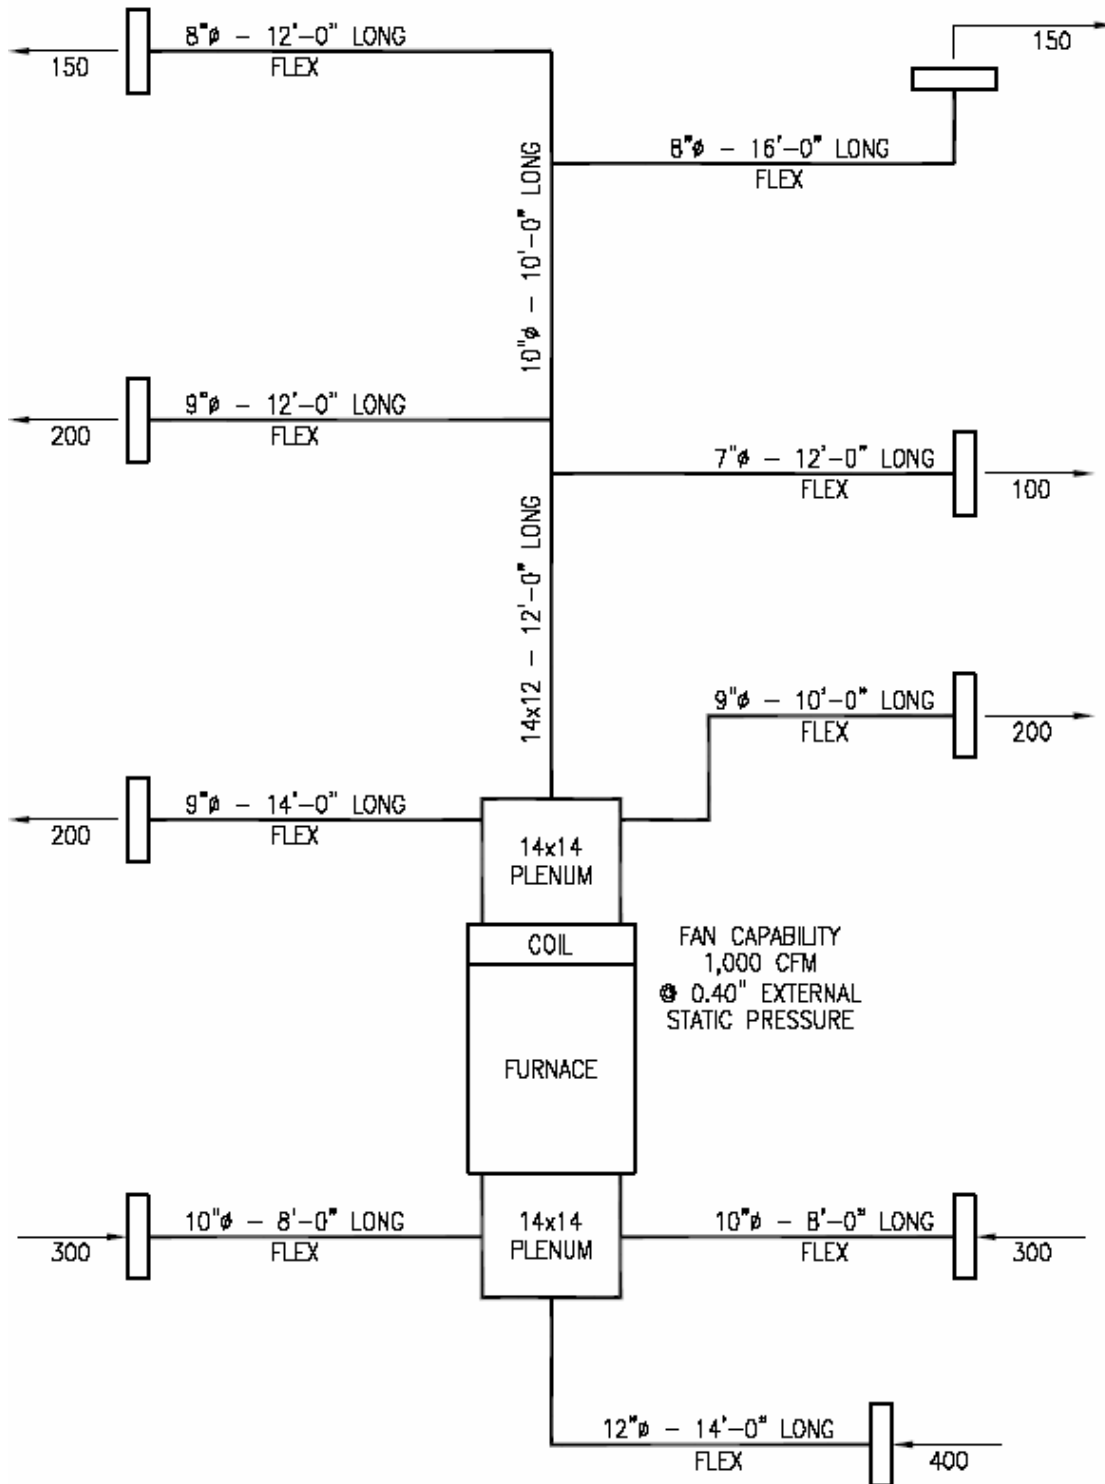 8"ø - 12'-0" LONG
FLEX
150
150
8"ø - 16'-0" LONG
FLEX
10"ø - 10'-0" LONG
9"ø - 12'-0" LONG
FLEX
200
7"ø - 12'-0" LONG
FLEX
100
14x12 - 12'-0" LONG
9"ø - 10'-0" LONG
FLEX
200
9"ø - 14'-0" LONG
FLEX
200
14x14
PLENUM
COIL
FAN CAPABILITY
1,000 CFM
@ 0.40" EXTERNAL
STATIC PRESSURE
FURNACE
10"ø - 8'-0" LONG
FLEX
300
14x14
PLENUM
10"ø - 8'-0" LONG
FLEX
300
12"ø - 14'-0" LONG
FLEX
400